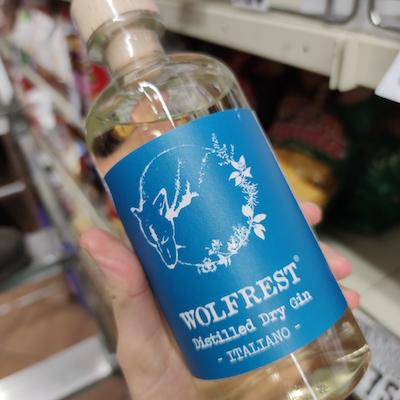 WOLFREST®
Distilled Dry Gin
- ITALIANO -